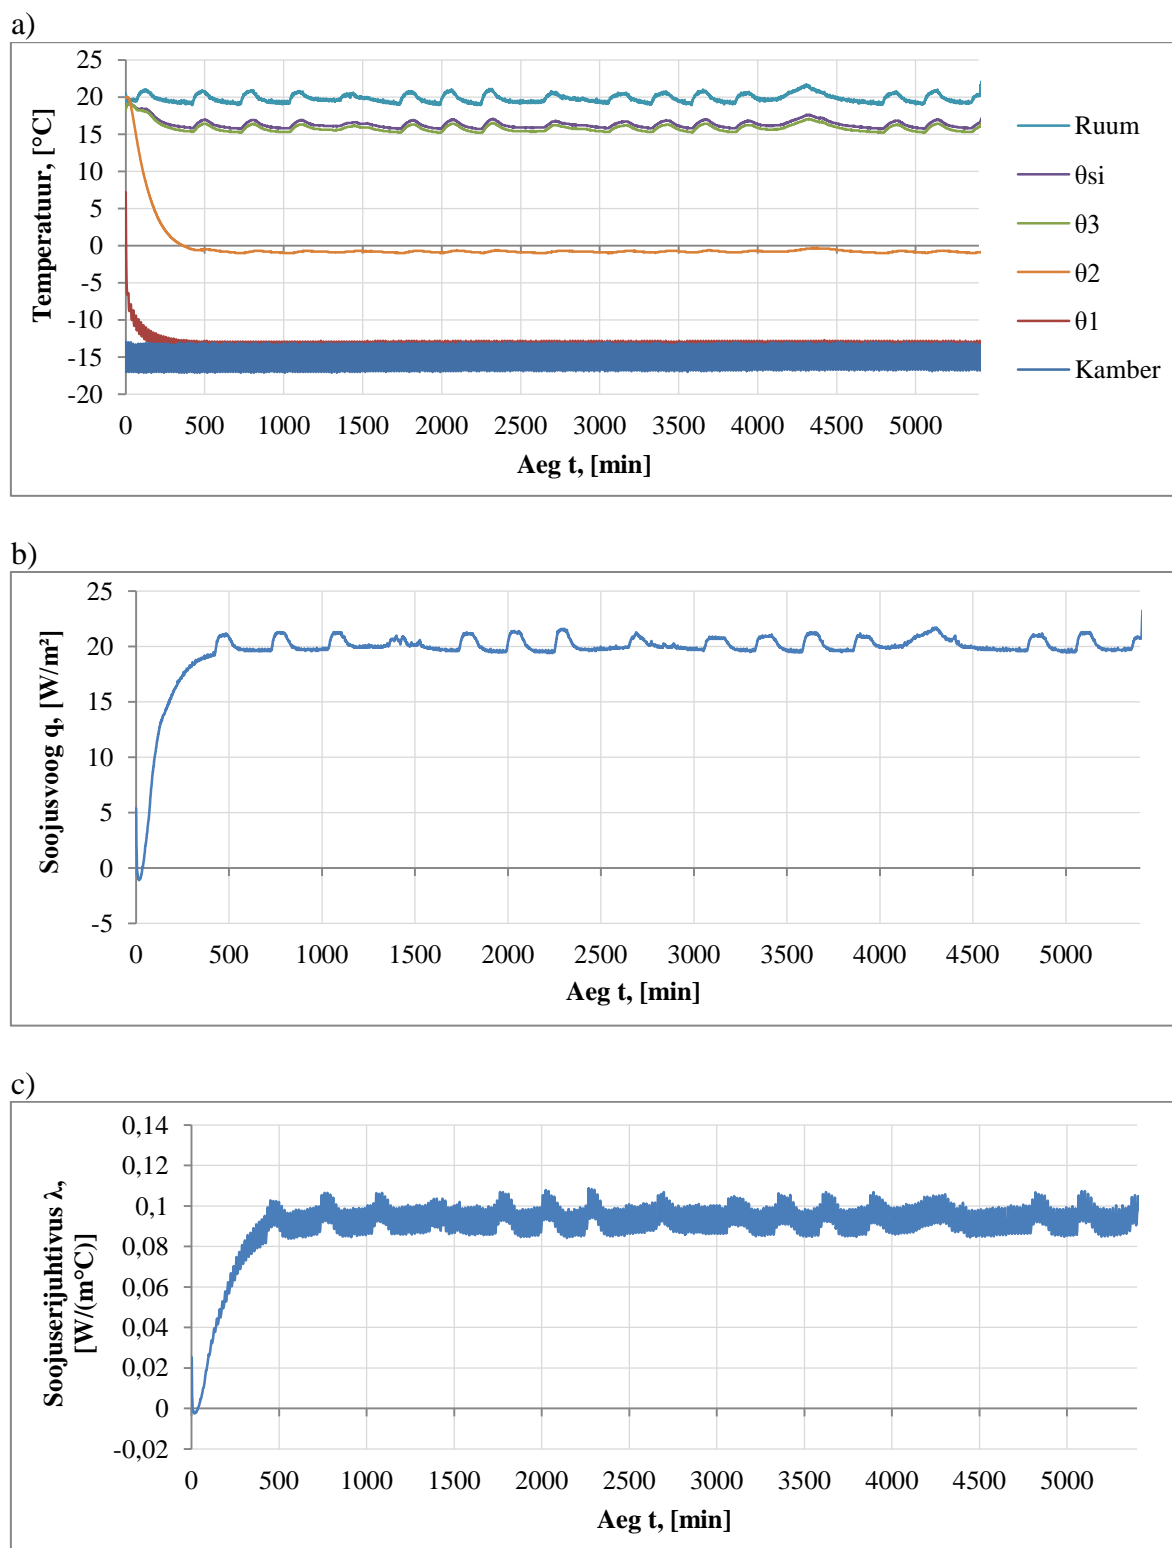 a)
25
20
15
10
5
0
-5
-10
-15
-20
Temperatuur, [°C]
0 500 1000 1500 2000 2500 3000 3500 4000 4500 5000
Aeg t, [min]
Ruum
θsi
θ3
θ2
θ1
Kamber
b)
25
20
15
10
5
0
-5
Soojusvoog q, [W/m²]
0 500 1000 1500 2000 2500 3000 3500 4000 4500 5000
Aeg t, [min]
c)
0,14
0,12
0,1
0,08
0,06
0,04
0,02
0
-0,02
Soojuserijuhtivus λ,
[W/(m°C)]
0 500 1000 1500 2000 2500 3000 3500 4000 4500 5000
Aeg t, [min]